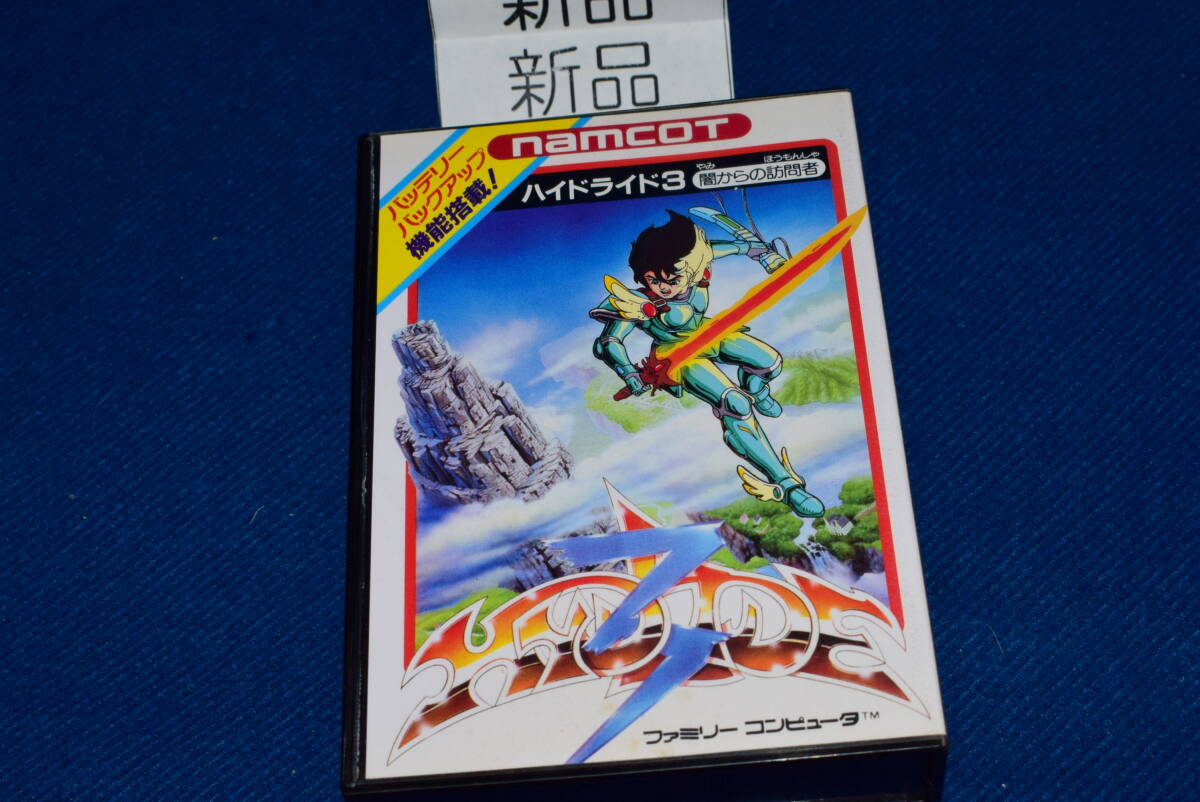 新品
新品
バッテリー
バックアップ
機能搭載!
namcoT
ハイドライド3 闇からの訪問者
やみ ほうもんしゃ
HYDLIDE
3
ファミリー コンピュータ™